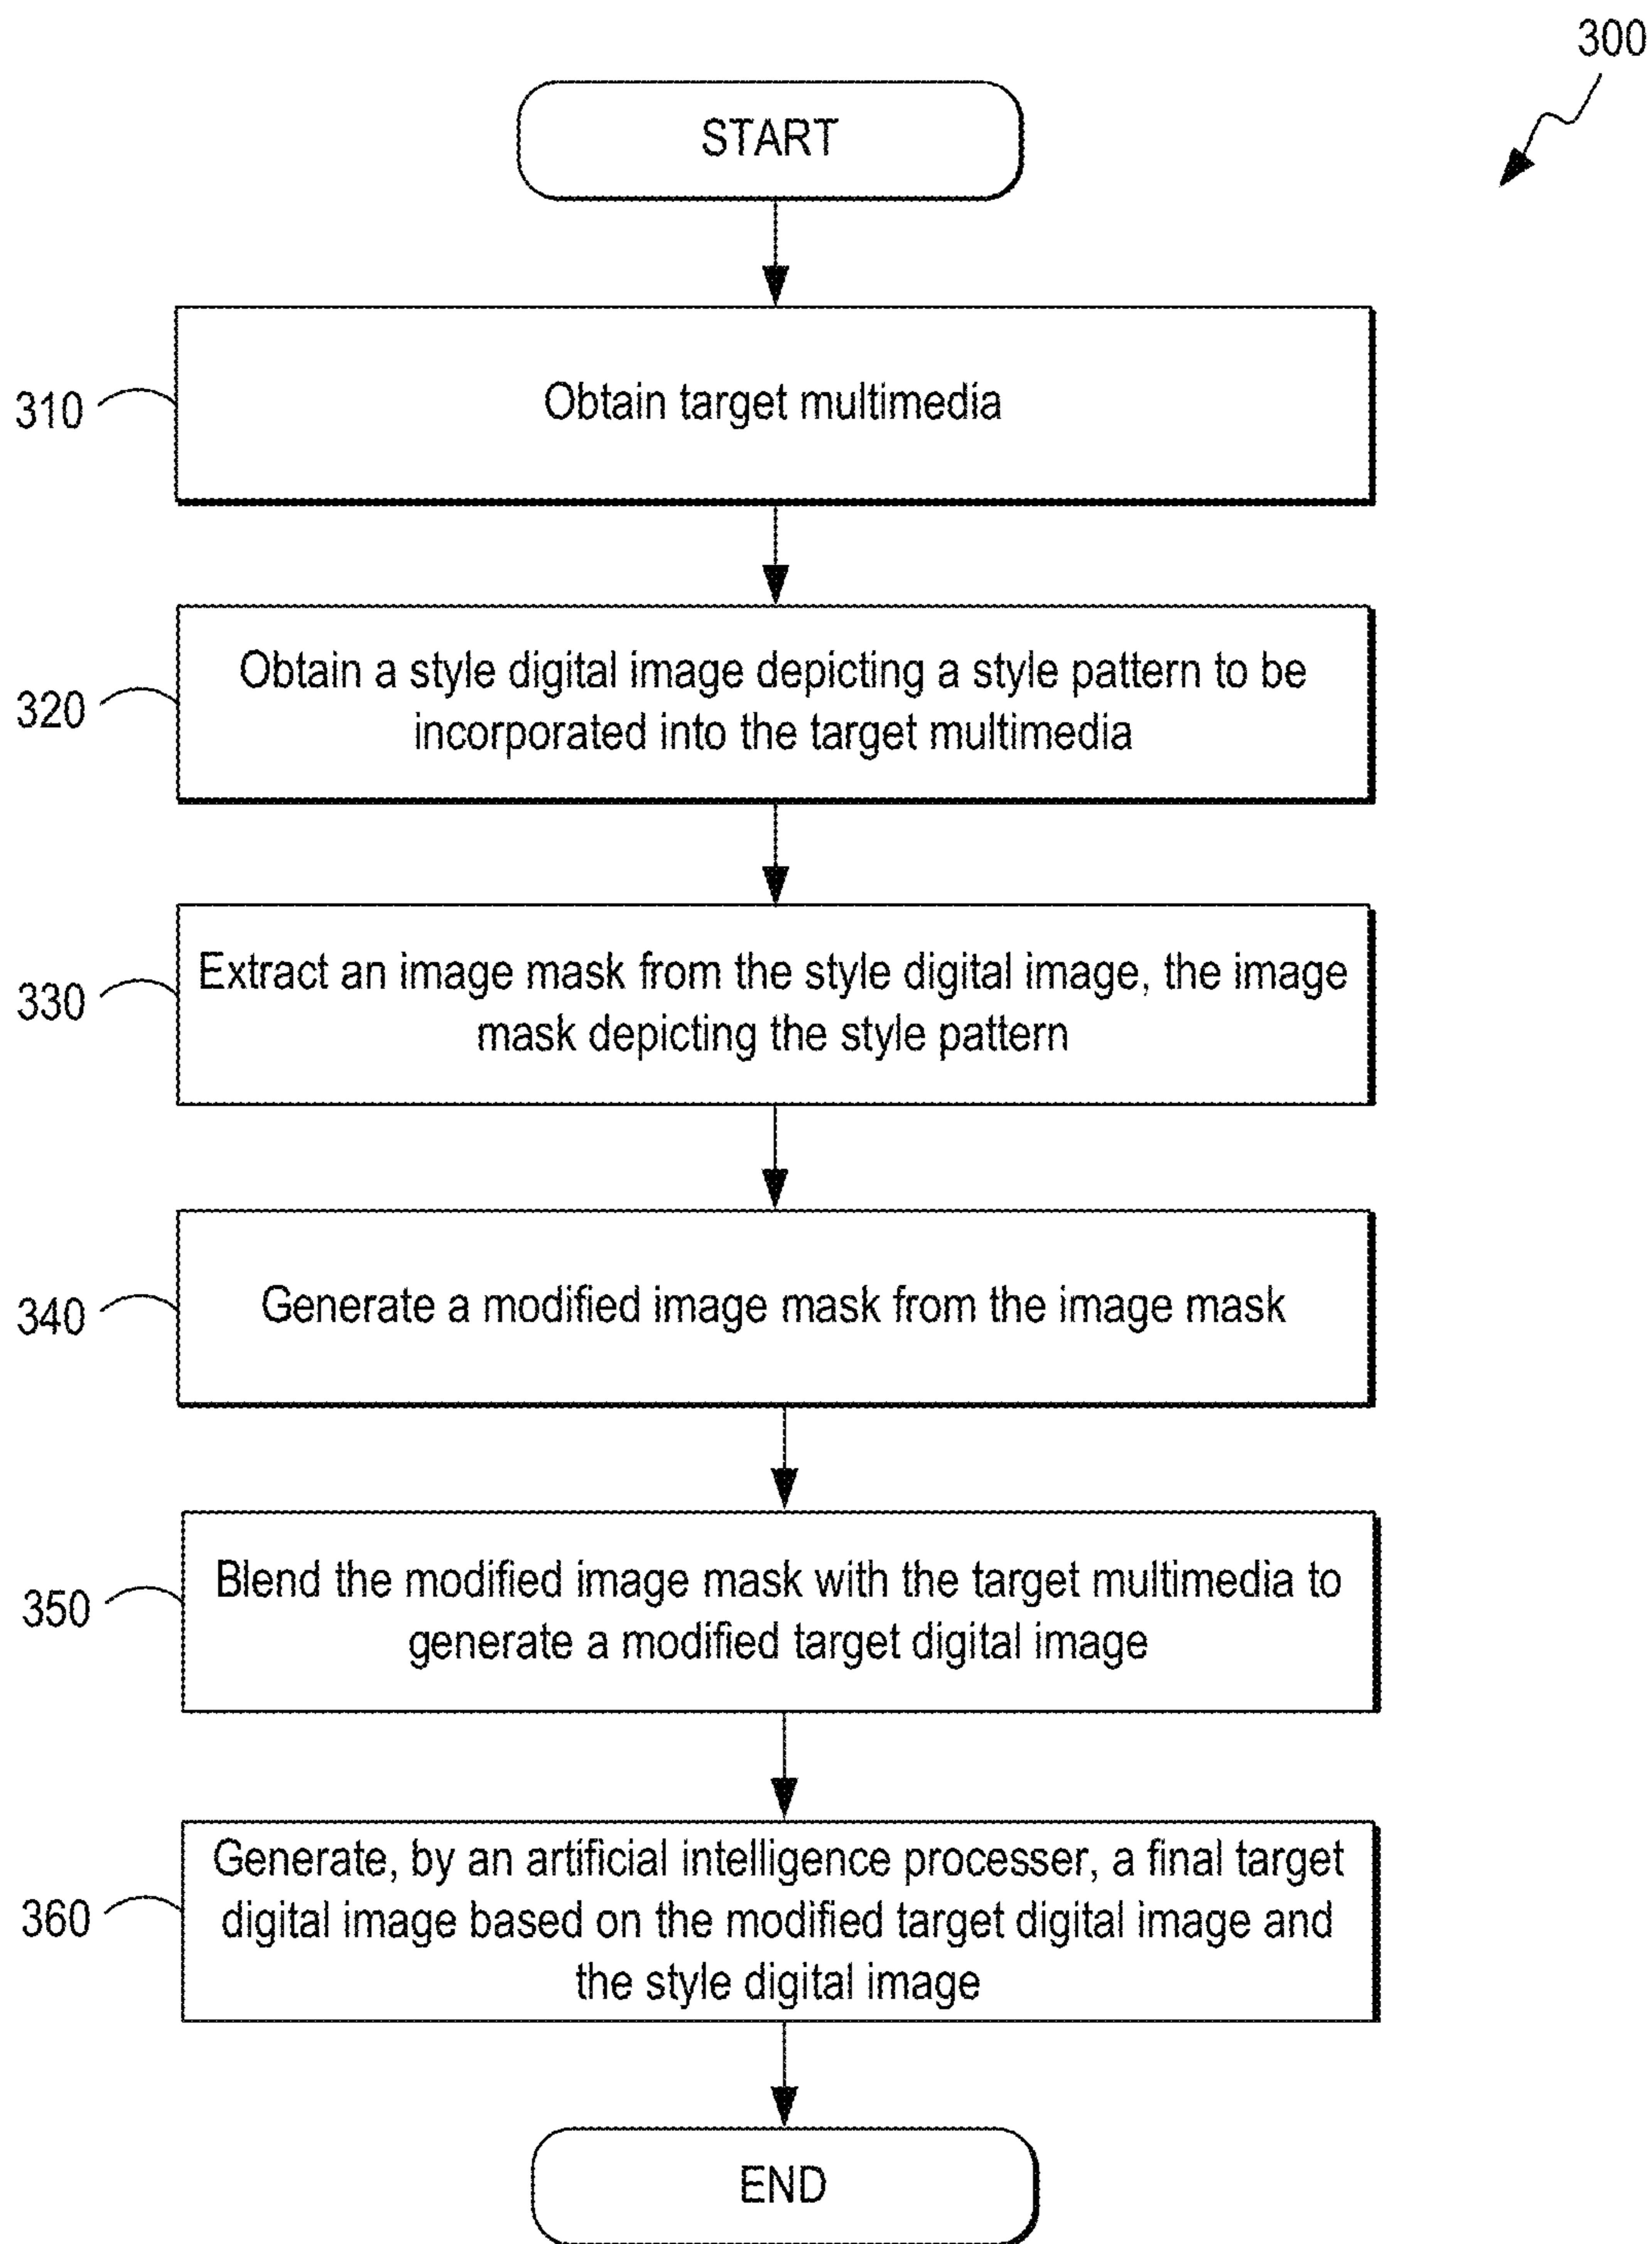 300
START
310
Obtain target multimedia
320
Obtain a style digital image depicting a style pattern to be
incorporated into the target multimedia
330
Extract an image mask from the style digital image, the image
mask depicting the style pattern
340
Generate a modified image mask from the image mask
350
Blend the modified image mask with the target multimedia to
generate a modified target digital image
360
Generate, by an artificial intelligence processer, a final target
digital image based on the modified target digital image and
the style digital image
END